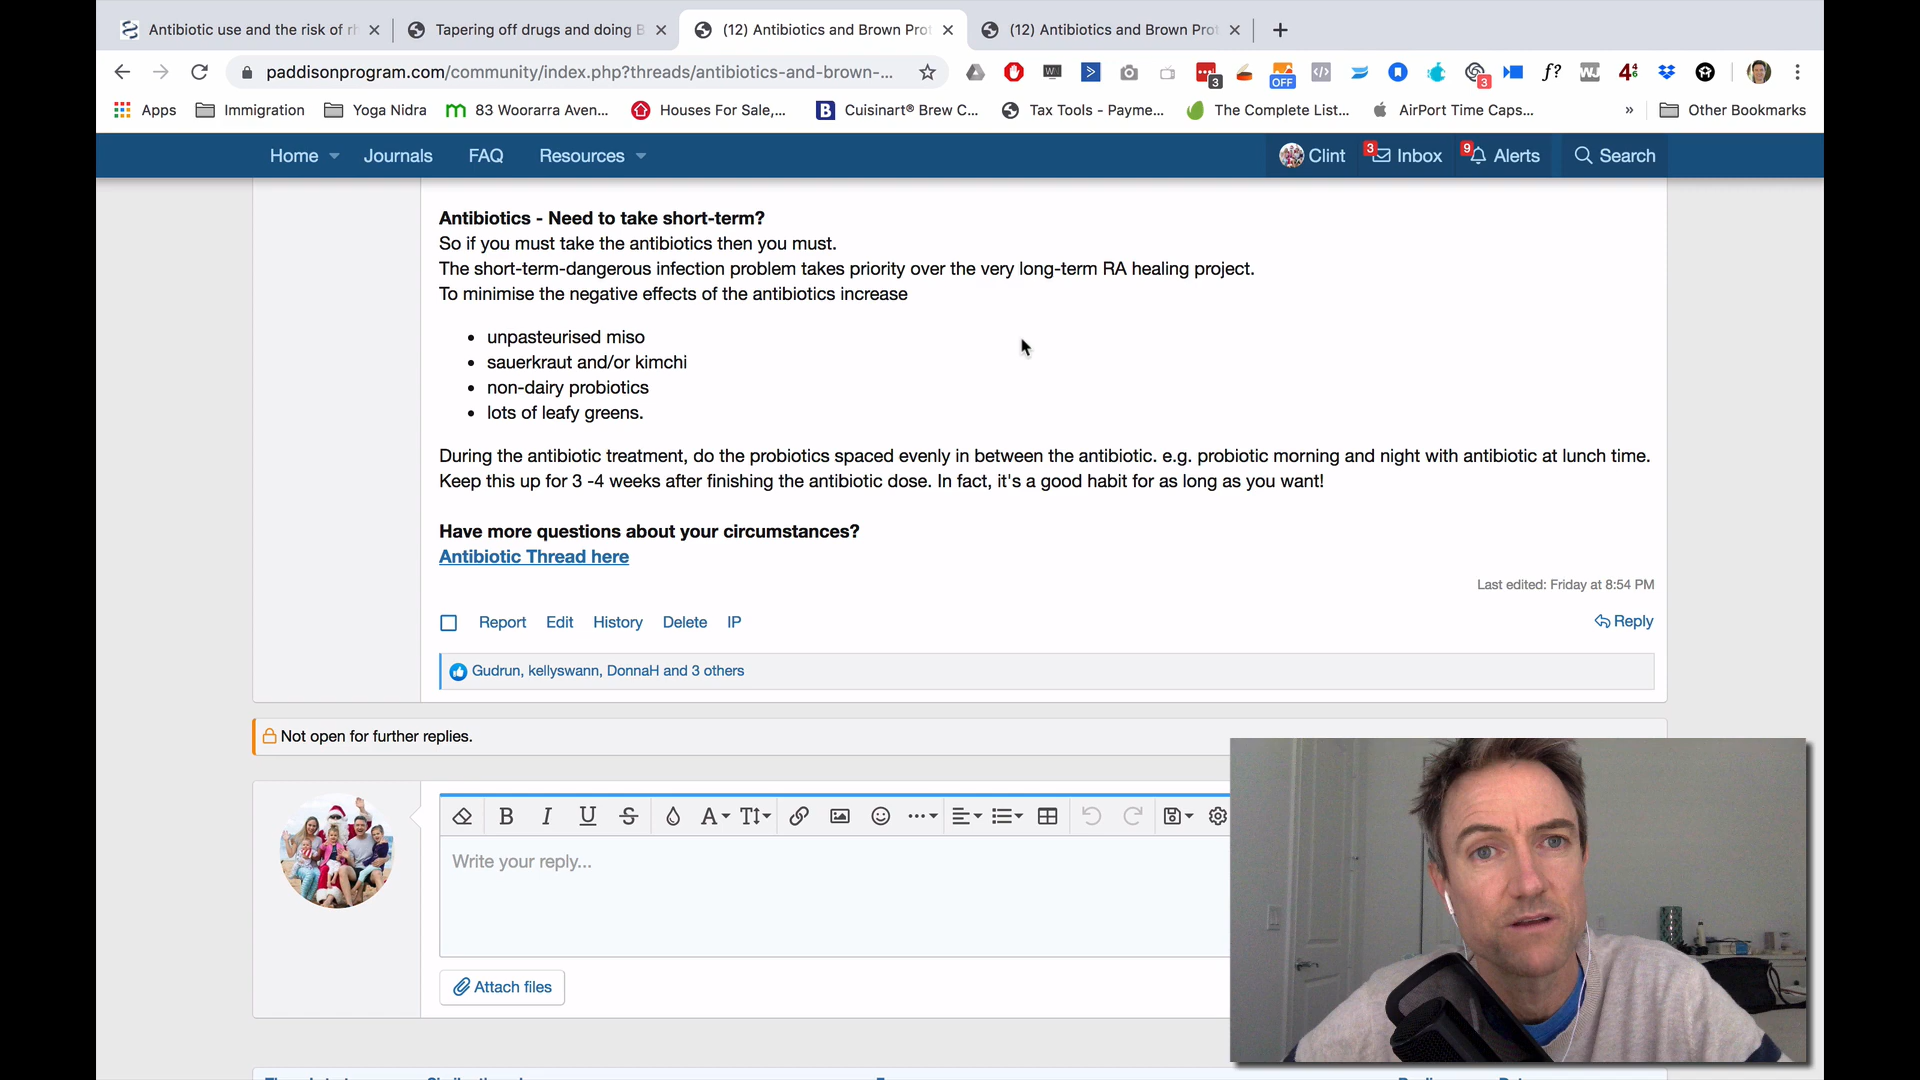 Antibiotic use and the risk of rh
Tapering off drugs and doing B
(12) Antibiotics and Brown Prot
(12) Antibiotics and Brown Prot
paddisonprogram.com/community/index.php?threads/antibiotics-and-brown-...
3
OFF
3
f?
Apps
Immigration
Yoga Nidra
83 Woorarra Aven...
Houses For Sale,...
Cuisinart® Brew C...
Tax Tools - Payme...
The Complete List...
AirPort Time Caps...
»
Other Bookmarks
Home
Journals
FAQ
Resources
Clint
3
Inbox
9
Alerts
Search
Antibiotics - Need to take short-term?
So if you must take the antibiotics then you must.
The short-term-dangerous infection problem takes priority over the very long-term RA healing project.
To minimise the negative effects of the antibiotics increase
• unpasteurised miso
• sauerkraut and/or kimchi
• non-dairy probiotics
• lots of leafy greens.
During the antibiotic treatment, do the probiotics spaced evenly in between the antibiotic. e.g. probiotic morning and night with antibiotic at lunch time.
Keep this up for 3 -4 weeks after finishing the antibiotic dose. In fact, it's a good habit for as long as you want!
Have more questions about your circumstances?
Antibiotic Thread here
Last edited: Friday at 8:54 PM
Report
Edit
History
Delete
IP
Reply
Gudrun, kellyswann, DonnaH and 3 others
Not open for further replies.
Write your reply...
Attach files